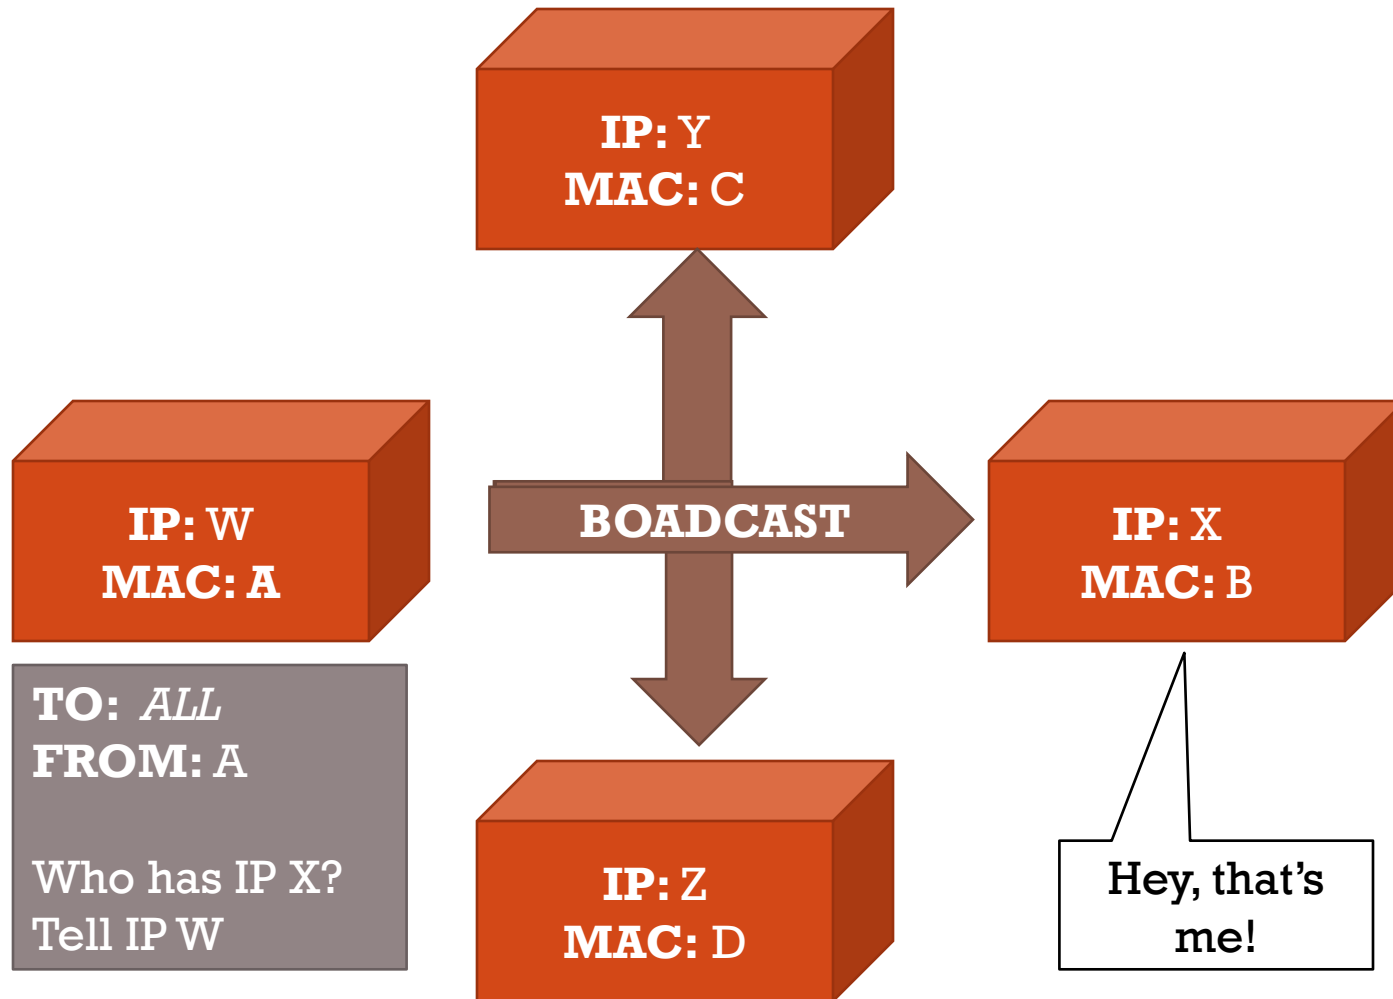 IP: Y
MAC: C
IP: W
MAC: A
BOADCAST
IP: X
MAC: B
TO: ALL
FROM: A
Who has IP X?
Tell IP W
IP: Z
MAC: D
Hey, that's
me!